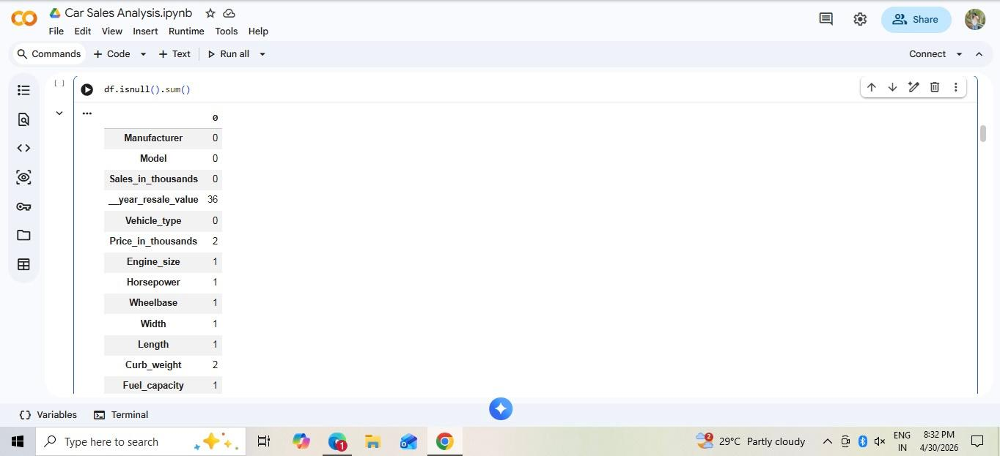 Car Sales Analysis.ipynb
File Edit View Insert Runtime Tools Help
Share
Commands + Code + Text Run all
Connect
[ ]
df.isnull().sum()
0
Manufacturer 0
Model 0
Sales_in_thousands 0
__year_resale_value 36
Vehicle_type 0
Price_in_thousands 2
Engine_size 1
Horsepower 1
Wheelbase 1
Width 1
Length 1
Curb_weight 2
Fuel_capacity 1
{} Variables Terminal
Type here to search
1
2
29°C Partly cloudy
ENG
IN
8:32 PM
4/30/2026